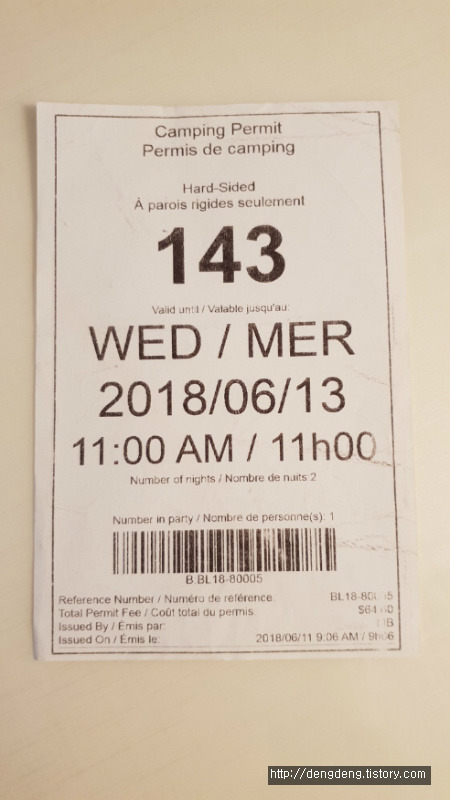 Camping Permit
Permis de camping
Hard-Sided
À parois rigides seulement
143
Valid until / Valable jusqu'au:
WED / MER
2018/06/13
11:00 AM / 11h00
Number of nights / Nombre de nuits:2
Number in party / Nombre de personne(s): 1
B BL18-80005
Reference Number / Numéro de référence:
Total Permit Fee / Coût total du permis:
Issued By / Émis par:
Issued On / Émis le: 2018/06/11 9:06 AM / 9h06
http://dengdeng.tistory.com